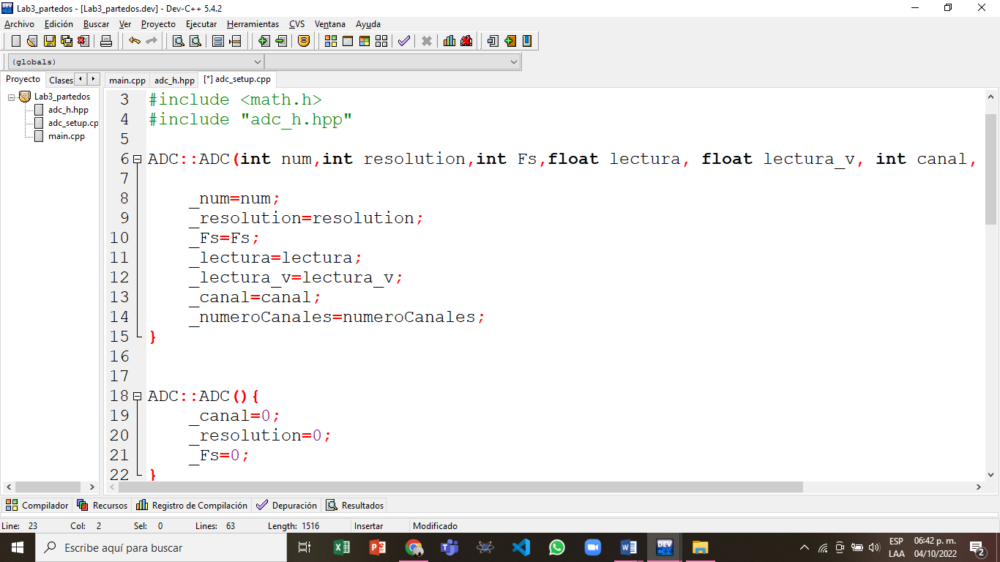 Lab3_partedos - [Lab3_partedos.dev] - Dev-C++ 5.4.2
Archivo Edición Buscar Ver Proyecto Ejecutar Herramientas CVS Ventana Ayuda
(globals)
Proyecto Clases main.cpp adc_h.hpp [*] adc_setup.cpp
Lab3_partedos
adc_h.hpp
adc_setup.cp
main.cpp
3 #include <math.h>
4 #include "adc_h.hpp"
5
6 ADC::ADC(int num,int resolution,int Fs,float lectura, float lectura_v, int canal,
7
8 _num=num;
9 _resolution=resolution;
10 _Fs=Fs;
11 _lectura=lectura;
12 _lectura_v=lectura_v;
13 _canal=canal;
14 _numeroCanales=numeroCanales;
15 }
16
17
18 ADC::ADC(){
19 _canal=0;
20 _resolution=0;
21 _Fs=0;
22 }
Compilador Recursos Registro de Compilación Depuración Resultados
Line: 23 Col: 2 Sel: 0 Lines: 63 Length: 1516 Insertar Modificado
Escribe aquí para buscar
ESP
LAA
06:42 p. m.
04/10/2022
2